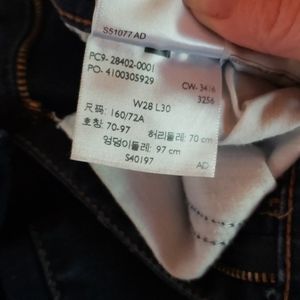 S51077 AD
PC9- 28402-0001
PO- 4100305929
CW-3416
3256
W28 L30
尺码: 160/72A
호칭: 70-97 허리둘레: 70 cm
엉덩이둘레: 97 cm
S40197 AD